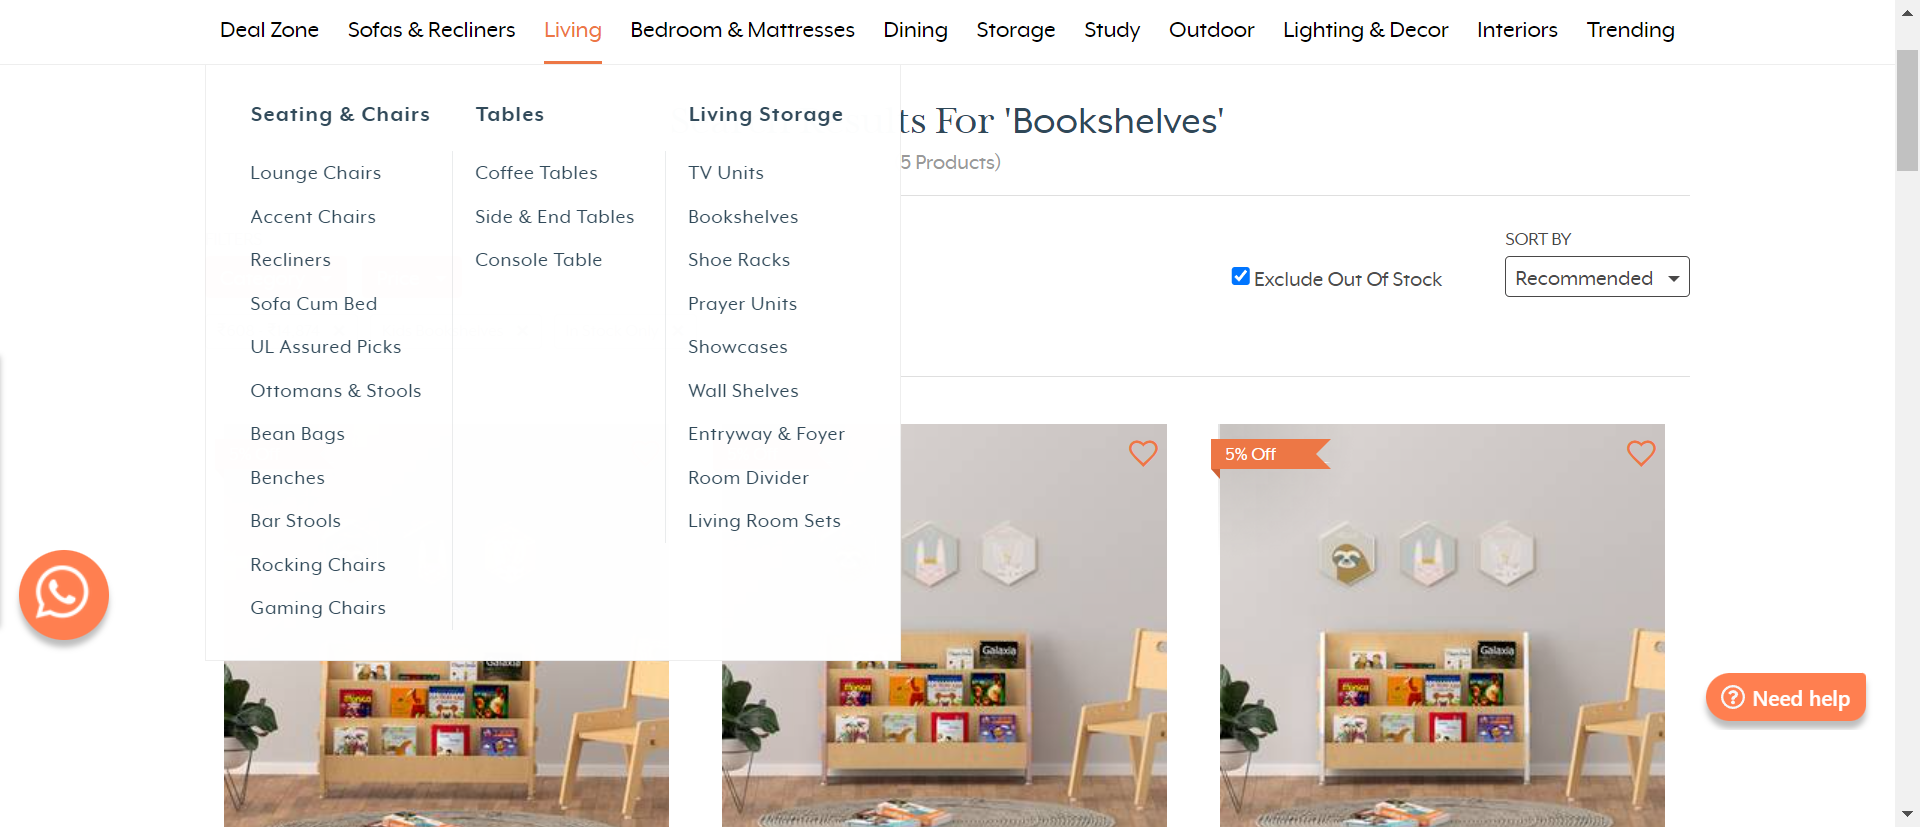 Deal Zone Sofas & Recliners Living Bedroom & Mattresses Dining Storage Study Outdoor Lighting & Decor Interiors Trending
Seating & Chairs
Lounge Chairs
Accent Chairs
Recliners
Sofa Cum Bed
UL Assured Picks
Ottomans & Stools
Bean Bags
Benches
Bar Stools
Rocking Chairs
Gaming Chairs
Tables
Coffee Tables
Side & End Tables
Console Table
Living Storage
TV Units
Bookshelves
Shoe Racks
Prayer Units
Showcases
Wall Shelves
Entryway & Foyer
Room Divider
Living Room Sets
ts For 'Bookshelves'
5 Products)
Exclude Out Of Stock
SORT BY
Recommended
5% Off
Galaxia
Galaxia
Need help